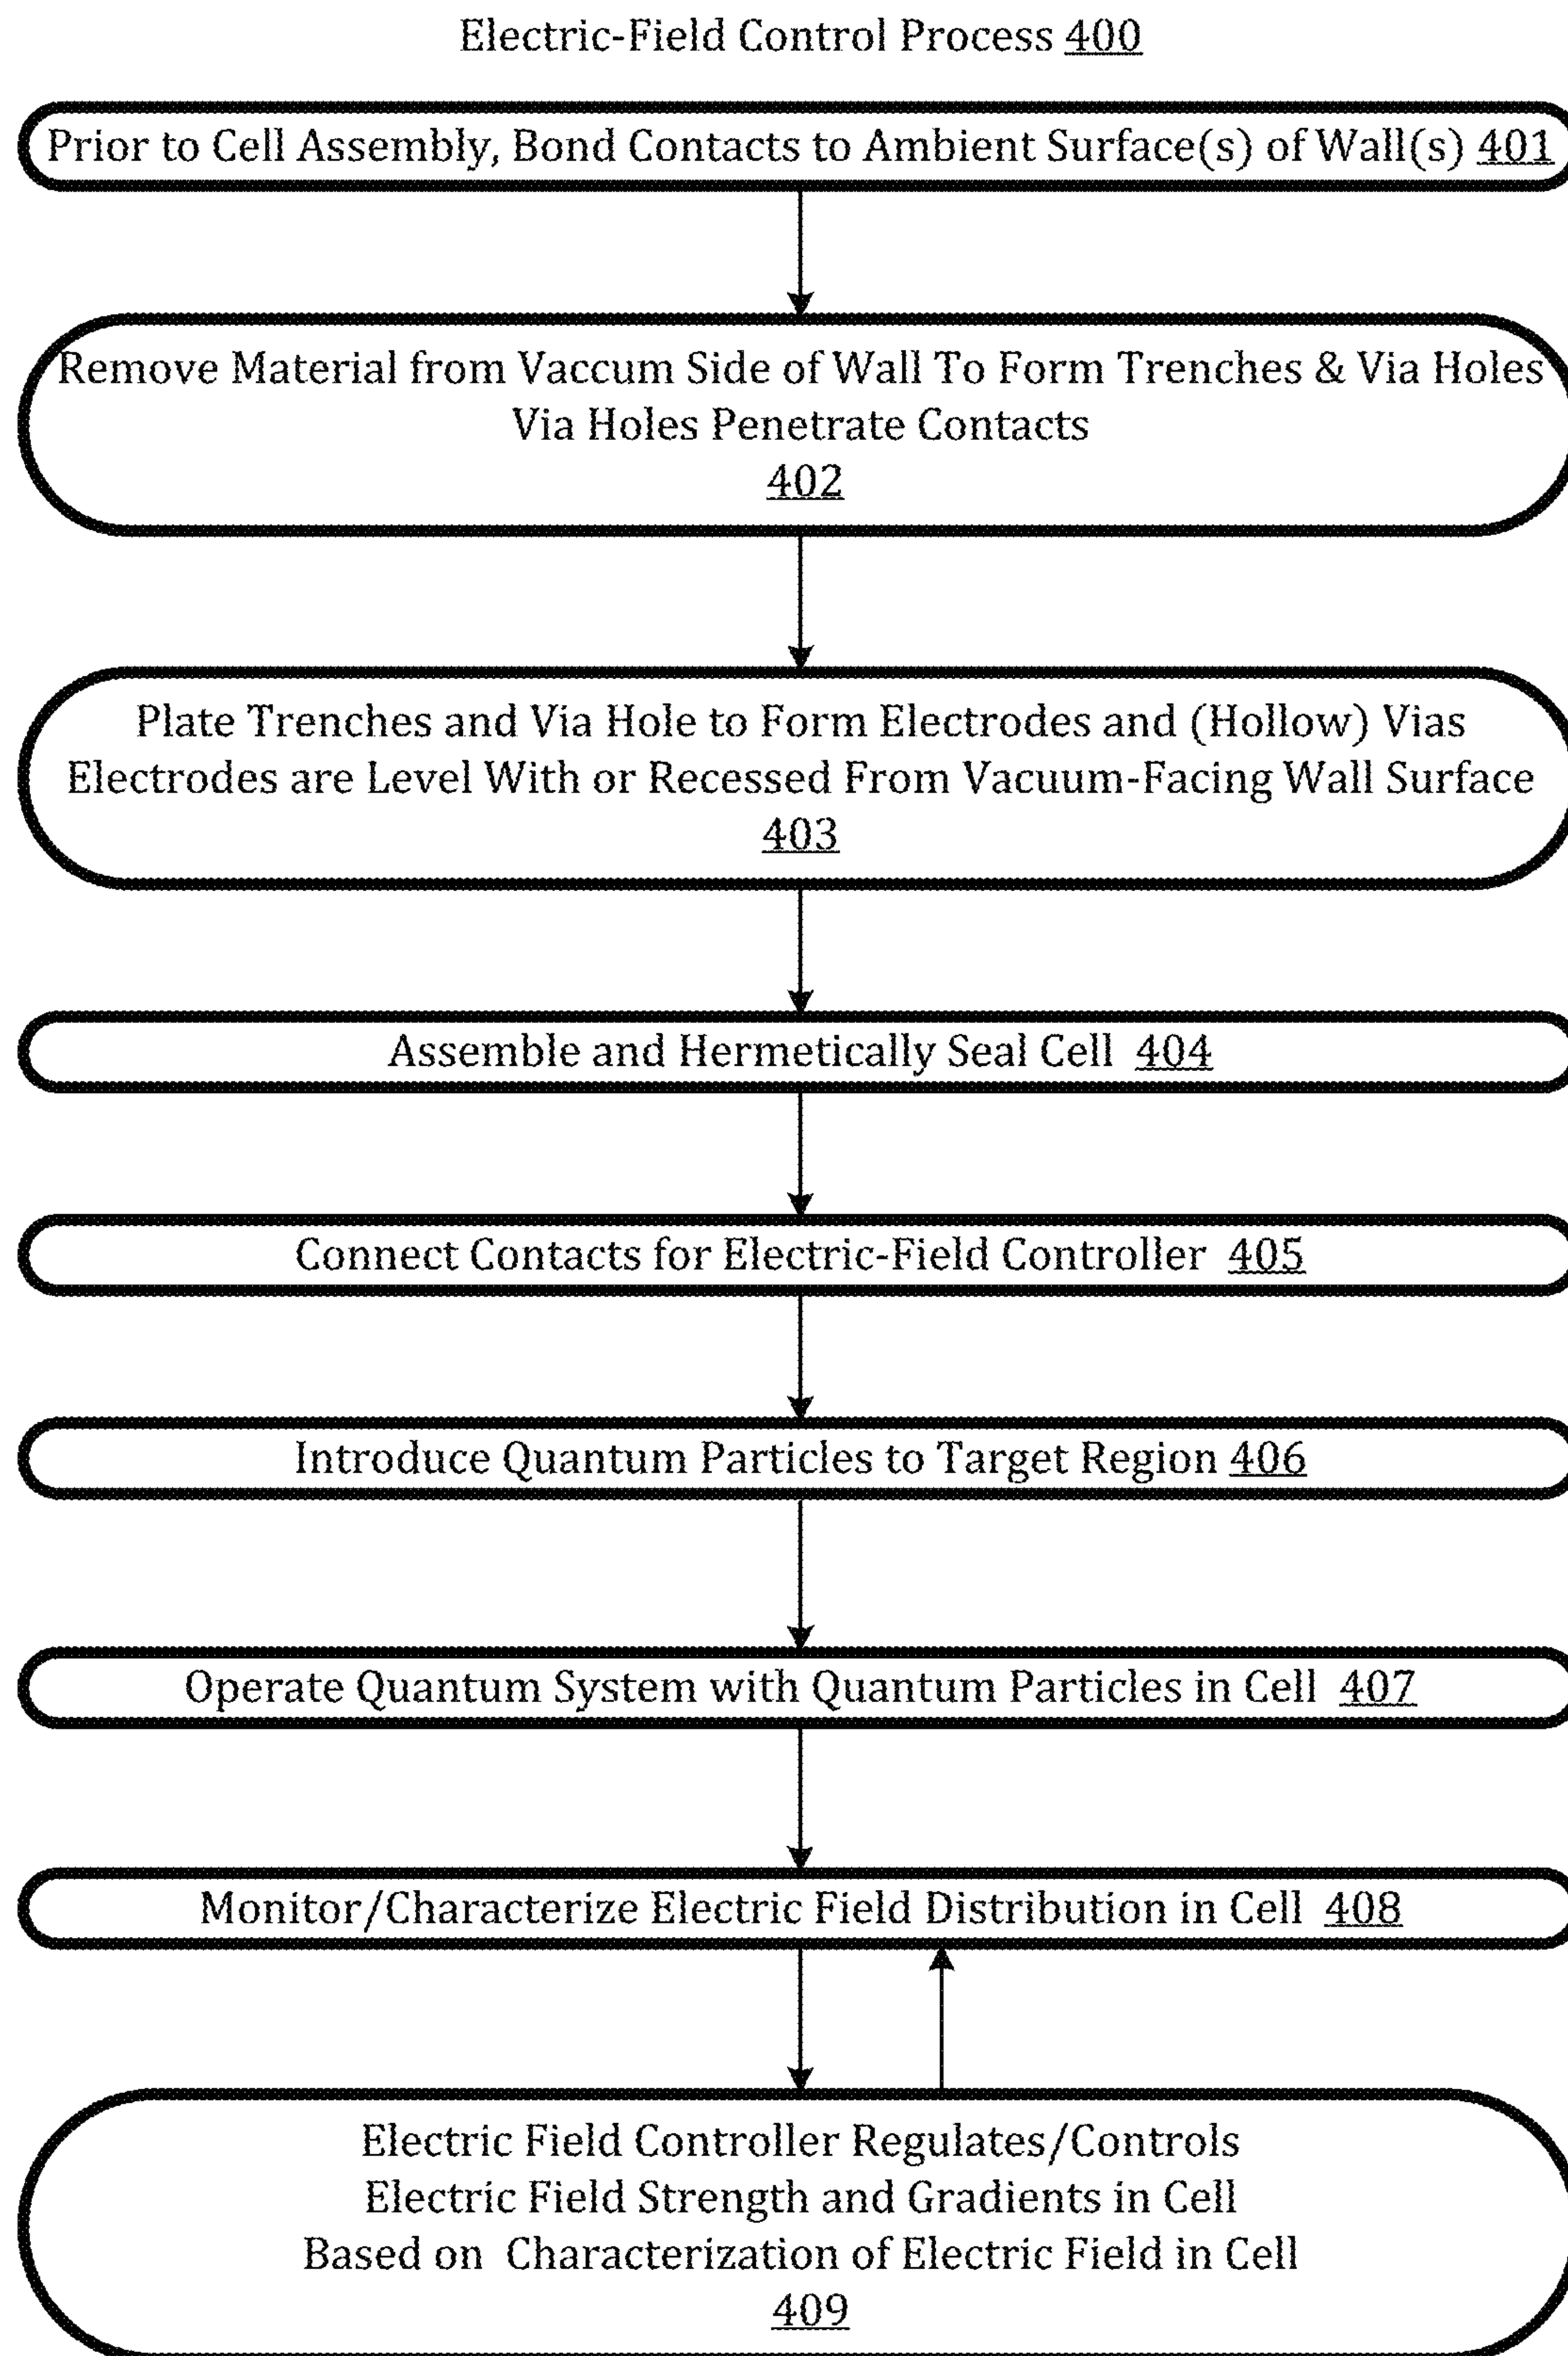 Electric-Field Control Process 400
Prior to Cell Assembly, Bond Contacts to Ambient Surface(s) of Wall(s) 401
Remove Material from Vaccum Side of Wall To Form Trenches & Via Holes
Via Holes Penetrate Contacts
402
Plate Trenches and Via Hole to Form Electrodes and (Hollow) Vias
Electrodes are Level With or Recessed From Vacuum-Facing Wall Surface
403
Assemble and Hermetically Seal Cell 404
Connect Contacts for Electric-Field Controller 405
Introduce Quantum Particles to Target Region 406
Operate Quantum System with Quantum Particles in Cell 407
Monitor/Characterize Electric Field Distribution in Cell 408
Electric Field Controller Regulates/Controls
Electric Field Strength and Gradients in Cell
Based on Characterization of Electric Field in Cell
409